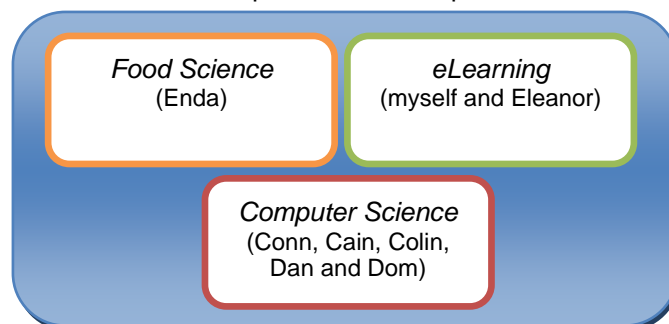 Food Science
(Enda)
eLearning
(myself and Eleanor)
Computer Science
(Conn, Cain, Colin,
Dan and Dom)